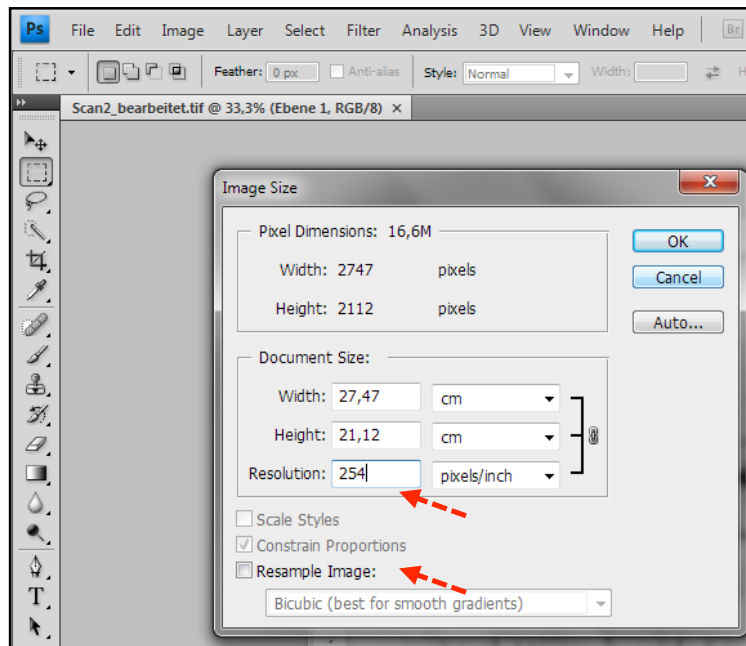 Ps File Edit Image Layer Select Filter Analysis 3D View Window Help Br
Feather: 0 px Anti-alias Style: Normal Width: H
Scan2_bearbeitet.tif @ 33,3% (Ebene 1, RGB/8) ×
Image Size
Pixel Dimensions: 16,6M
Width: 2747 pixels
Height: 2112 pixels
OK
Cancel
Auto...
Document Size:
Width: 27,47 cm
Height: 21,12 cm
Resolution: 254 pixels/inch
Scale Styles
Constrain Proportions
Resample Image:
Bicubic (best for smooth gradients)
T